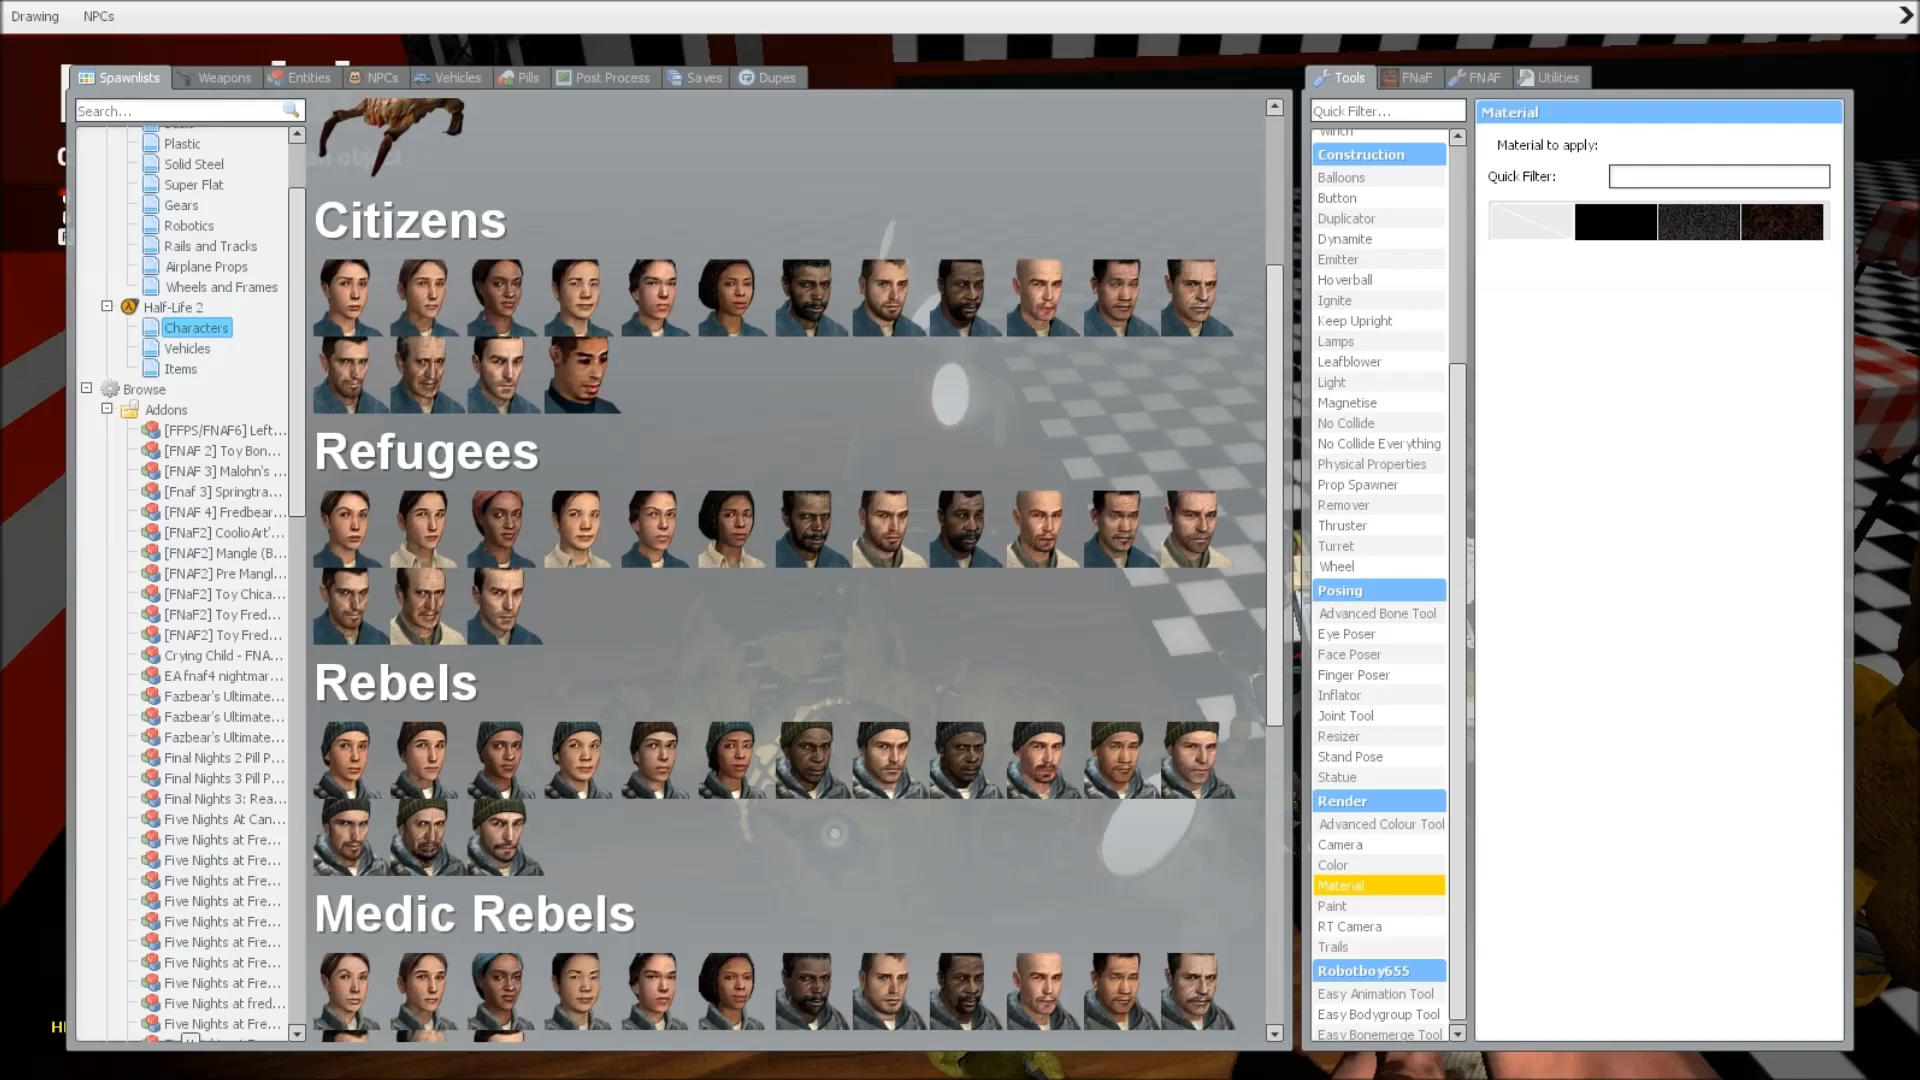 Drawing NPCs
Spawnlists Weapons Entities NPCs Vehicles Pills Post Process Saves Dupes
Search...
Plastic
Solid Steel
Super Flat
Gears
Robotics
Rails and Tracks
Airplane Props
Wheels and Frames
Half-Life 2
Characters
Vehicles
Items
Browse
Addons
[FFPS/FNAF6] Left...
[FNAF 2] Toy Bon...
[FNAF 3] Malohn's ...
[Fnaf 3] Springtra...
[FNAF 4] Fredbear...
[FNaF2] CoolioArt'...
[FNAF2] Mangle (B...
[FNAF2] Pre Mangl...
[FNaF2] Toy Chica...
[FNaF2] Toy Fred...
[FNAF2] Toy Fred...
Crying Child - FNA...
EA fnaf4 nightmar...
Fazbear's Ultimate...
Fazbear's Ultimate...
Fazbear's Ultimate...
Final Nights 2 Pill P...
Final Nights 3 Pill P...
Final Nights 3: Rea...
Five Nights At Can...
Five Nights at Fre...
Five Nights at Fre...
Five Nights at Fre...
Five Nights at Fre...
Five Nights at Fre...
Five Nights at Fre...
Five Nights at Fre...
Five Nights at Fre...
Five Nights at fred...
Five Nights at Fre...
Citizens
Refugees
Rebels
Medic Rebels
Tools FNaF FNAF Utilities
Quick Filter...
Winch
Construction
Balloons
Button
Duplicator
Dynamite
Emitter
Hoverball
Ignite
Keep Upright
Lamps
Leafblower
Light
Magnetise
No Collide
No Collide Everything
Physical Properties
Prop Spawner
Remover
Thruster
Turret
Wheel
Posing
Advanced Bone Tool
Eye Poser
Face Poser
Finger Poser
Inflator
Joint Tool
Resizer
Stand Pose
Statue
Render
Advanced Colour Tool
Camera
Color
Material
Paint
RT Camera
Trails
Robotboy655
Easy Animation Tool
Easy Bodygroup Tool
Easy Bonemerge Tool
Material
Material to apply:
Quick Filter: